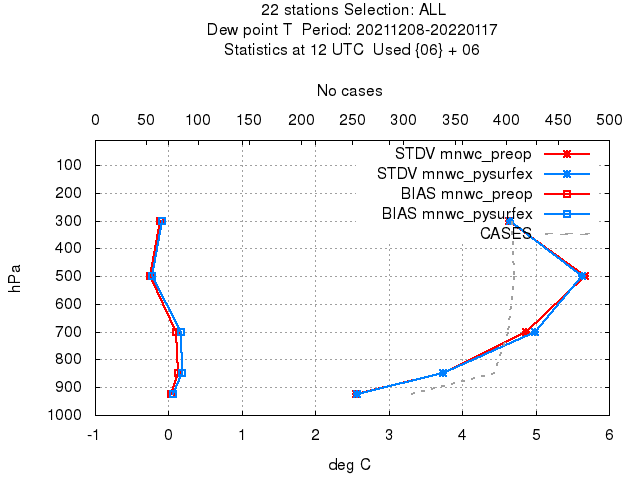 22 stations Selection: ALL
Dew point T  Period: 20211208-20220117
Statistics at 12 UTC  Used {06} + 06
No cases
0 50 100 150 200 250 300 350 400 450 500
STDV mnwc_preop
STDV mnwc_pysurfex
BIAS mnwc_preop
BIAS mnwc_pysurfex
CASES
hPa
100
200
300
400
500
600
700
800
900
1000
-1 0 1 2 3 4 5 6
deg C